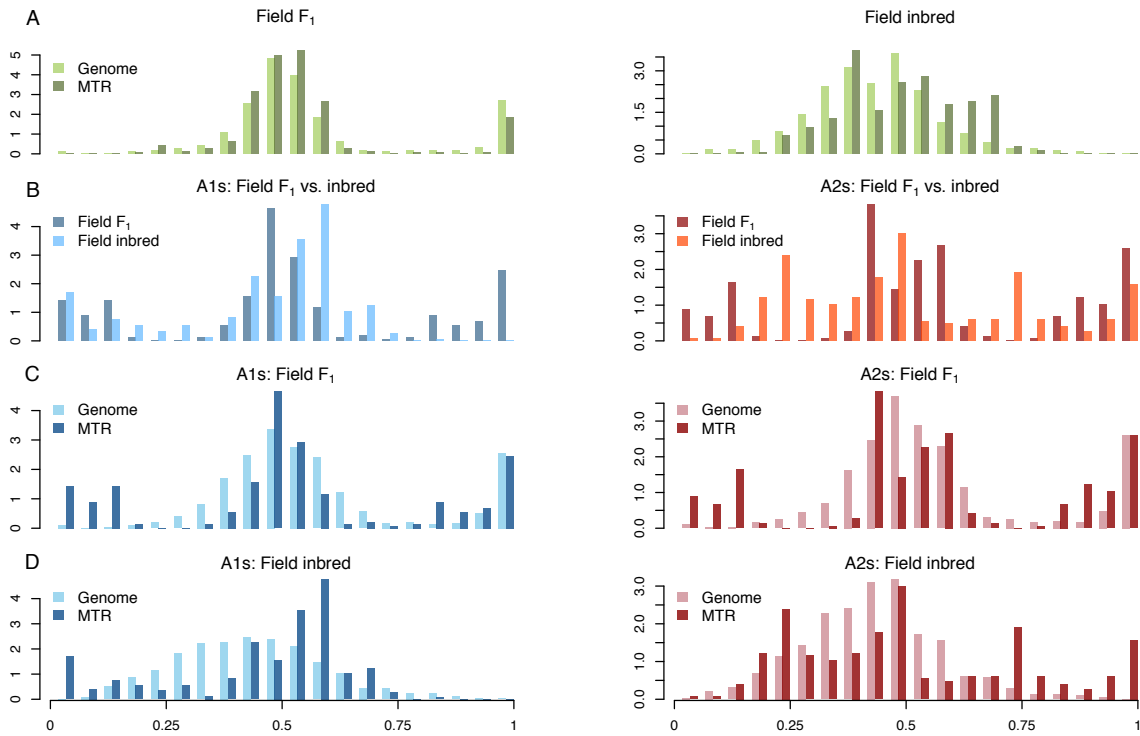 A
Field F₁
Field inbred
Genome
MTR
0 1 2 3 4 5
Genome
MTR
0.0 1.5 3.0
B
A1s: Field F₁ vs. inbred
A2s: Field F₁ vs. inbred
Field F₁
Field inbred
0 1 2 3 4
Field F₁
Field inbred
0.0 1.0 2.0 3.0
C
A1s: Field F₁
A2s: Field F₁
Genome
MTR
0 1 2 3 4
Genome
MTR
0.0 1.0 2.0 3.0
D
A1s: Field inbred
A2s: Field inbred
Genome
MTR
0 1 2 3 4
Genome
MTR
0.0 1.0 2.0 3.0
0 0.25 0.5 0.75 1
0 0.25 0.5 0.75 1